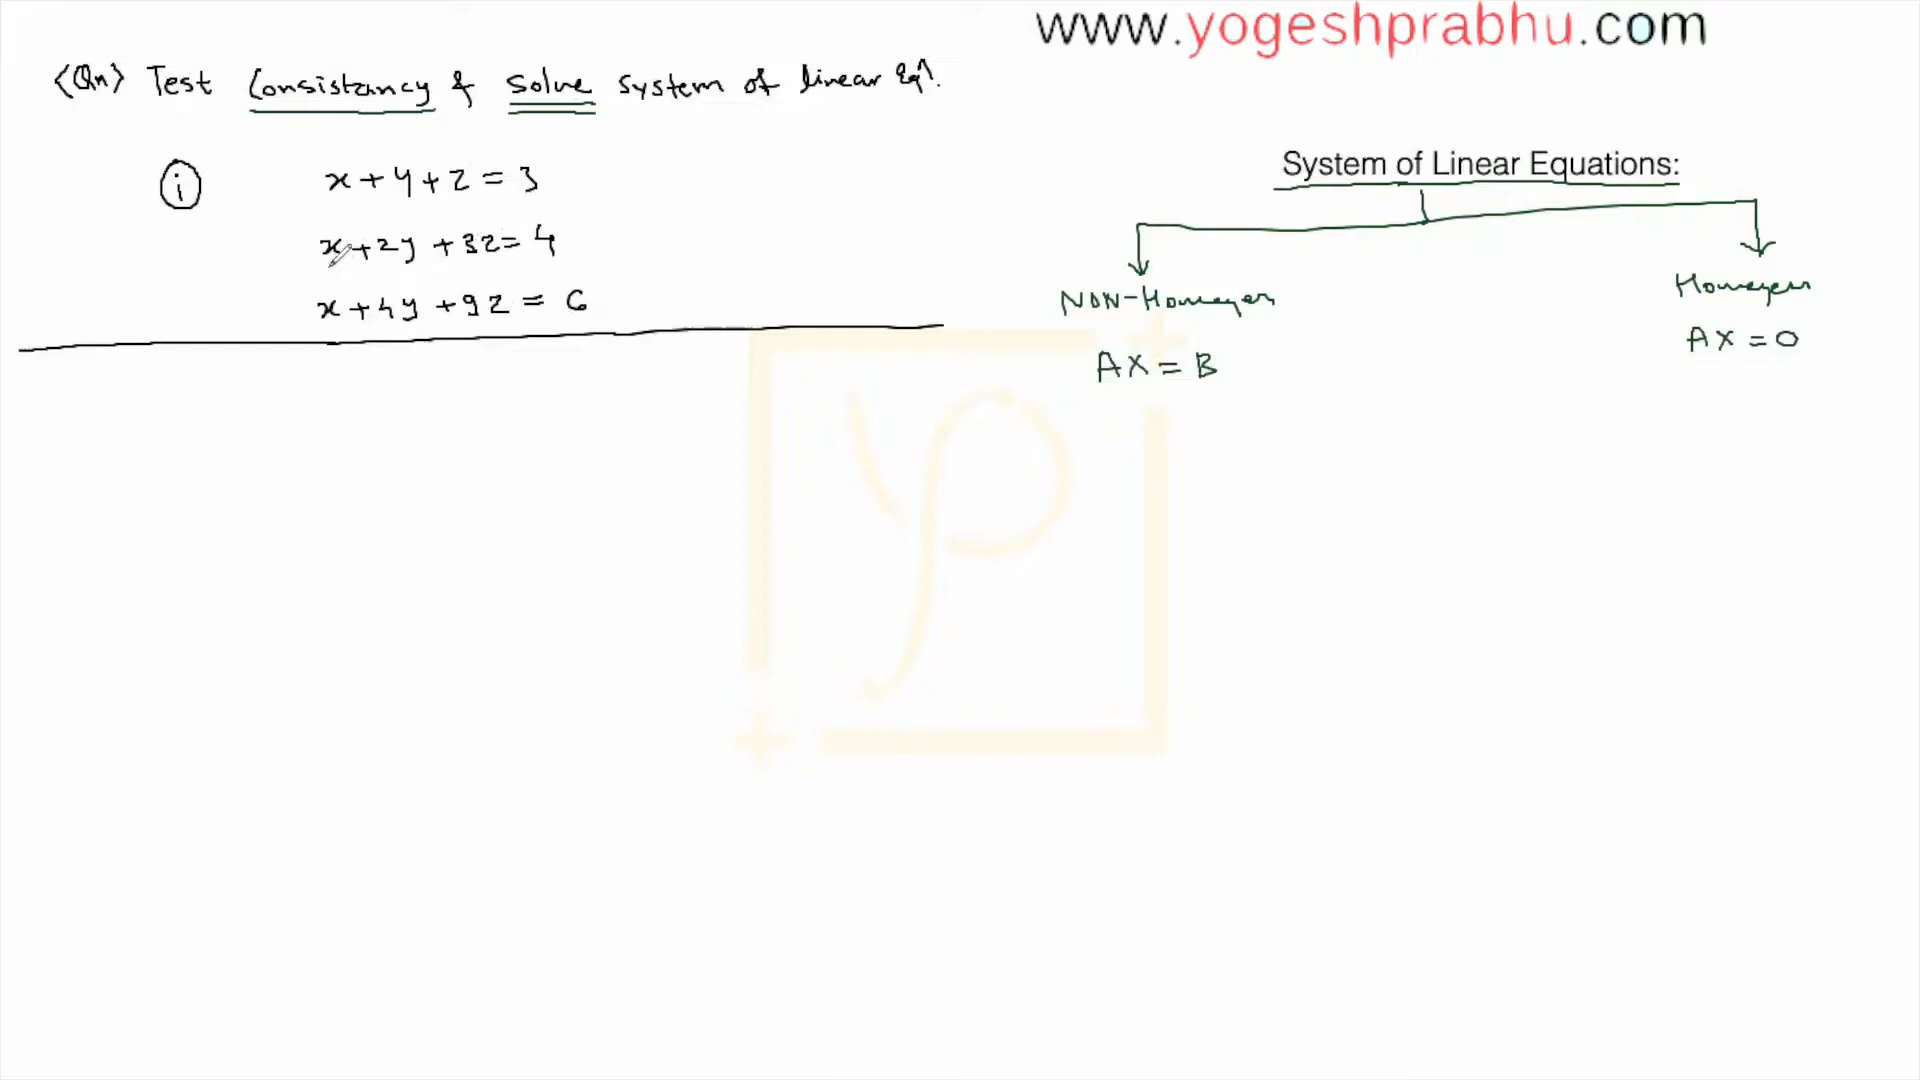 www.yogeshprabhu.com
<Qn> Test Consistancy & Solve system of linear Eqn.
i
x + y + z = 3
x + 2y + 3z = 4
x + 4y + 9z = 6
System of Linear Equations:
NON-Homogen
AX = B
Homogen
AX = 0